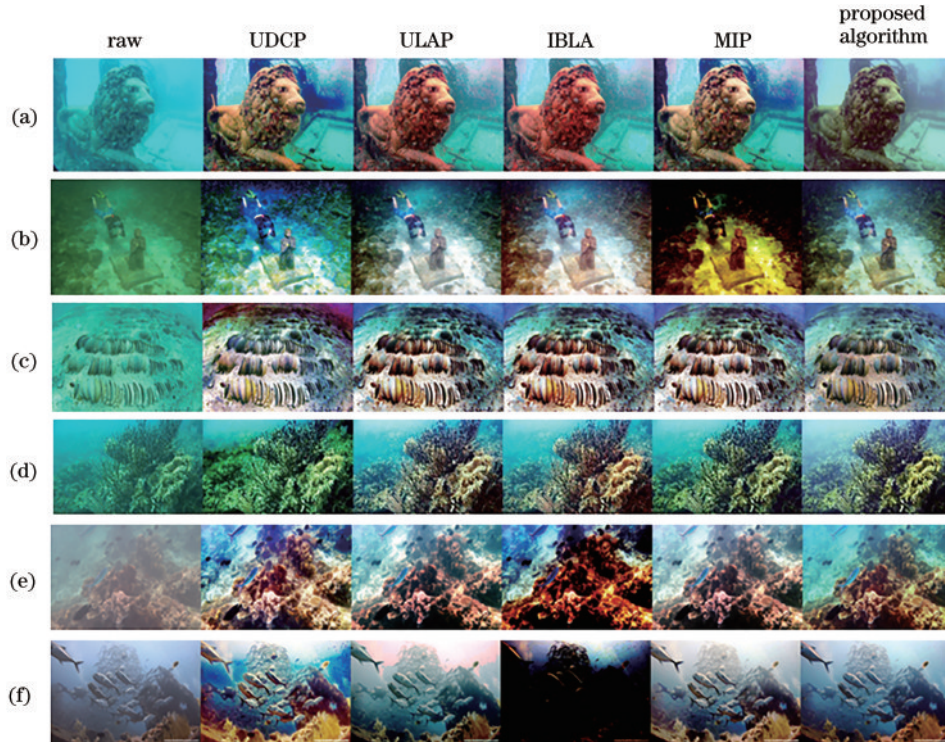 raw UDCP ULAP IBLA MIP proposed algorithm
(a)
(b)
(c)
(d)
(e)
(f)